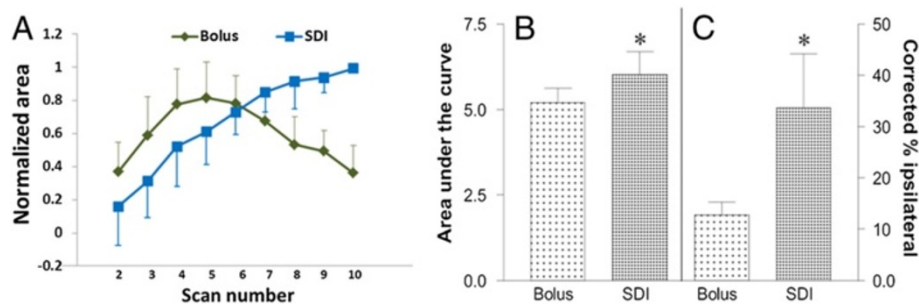 A
Bolus
SDI
Normalized area
1.2
1
0.8
0.6
0.4
0.2
0
-0.2
2 3 4 5 6 7 8 9 10
Scan number
B
Area under the curve
7.5
5.0
2.5
0.0
*
Bolus SDI
C
*
50
40
30
20
10
0.0
Corrected % ipsilateral
Bolus SDI